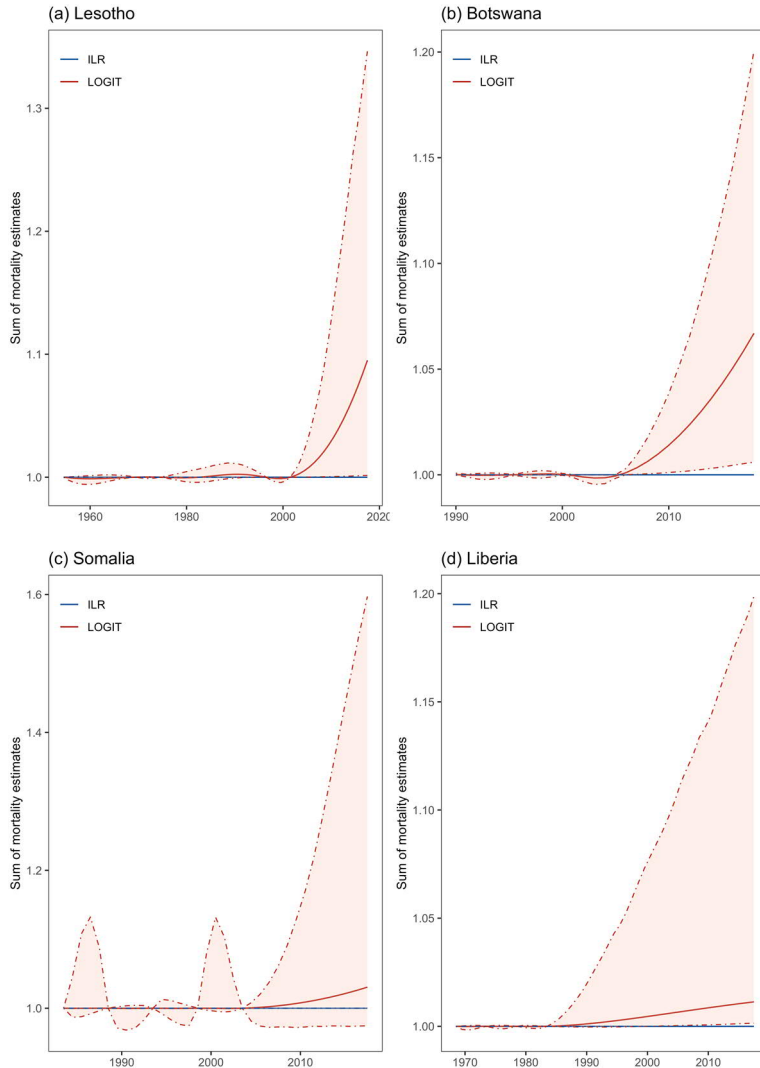 (a) Lesotho
ILR
LOGIT
Sum of mortality estimates
1.3
1.2
1.1
1.0
1960 1980 2000 2020
(b) Botswana
ILR
LOGIT
Sum of mortality estimates
1.20
1.15
1.10
1.05
1.00
1990 2000 2010
(c) Somalia
ILR
LOGIT
Sum of mortality estimates
1.6
1.4
1.2
1.0
1990 2000 2010
(d) Liberia
ILR
LOGIT
Sum of mortality estimates
1.20
1.15
1.10
1.05
1.00
1970 1980 1990 2000 2010